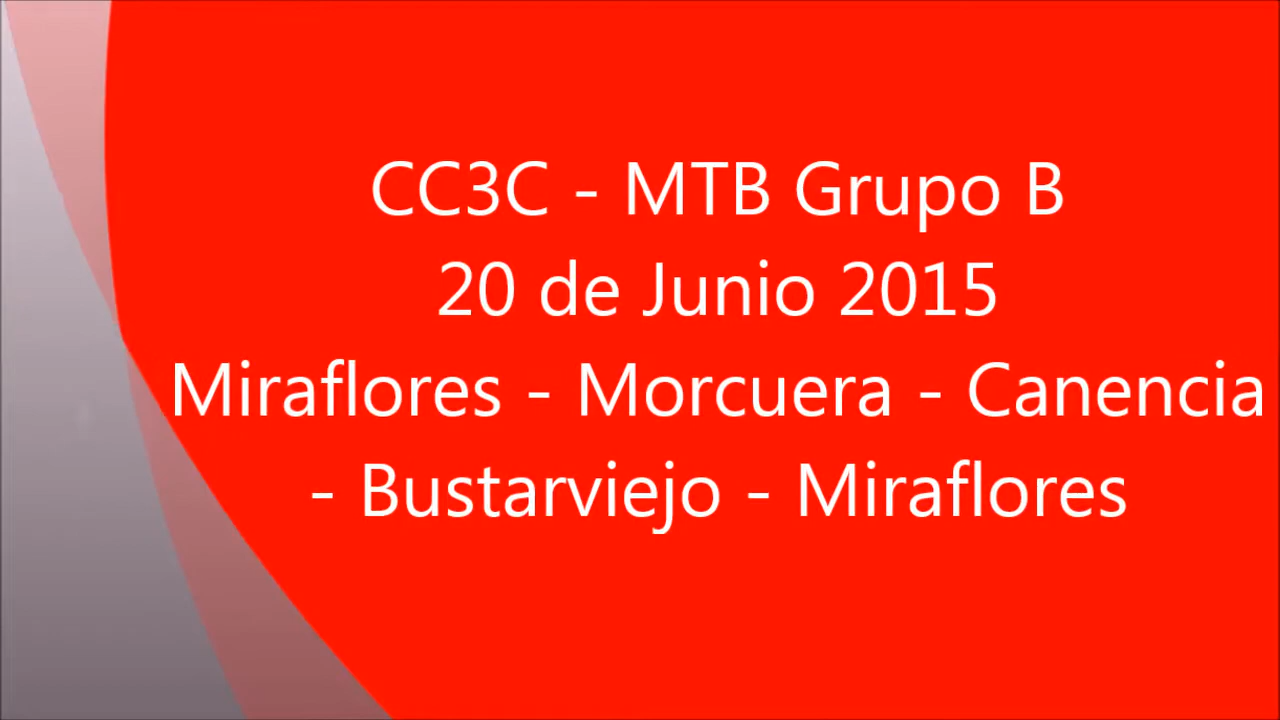 CC3C - MTB Grupo B
20 de Junio 2015
Miraflores - Morcuera - Canencia
- Bustarviejo - Miraflores